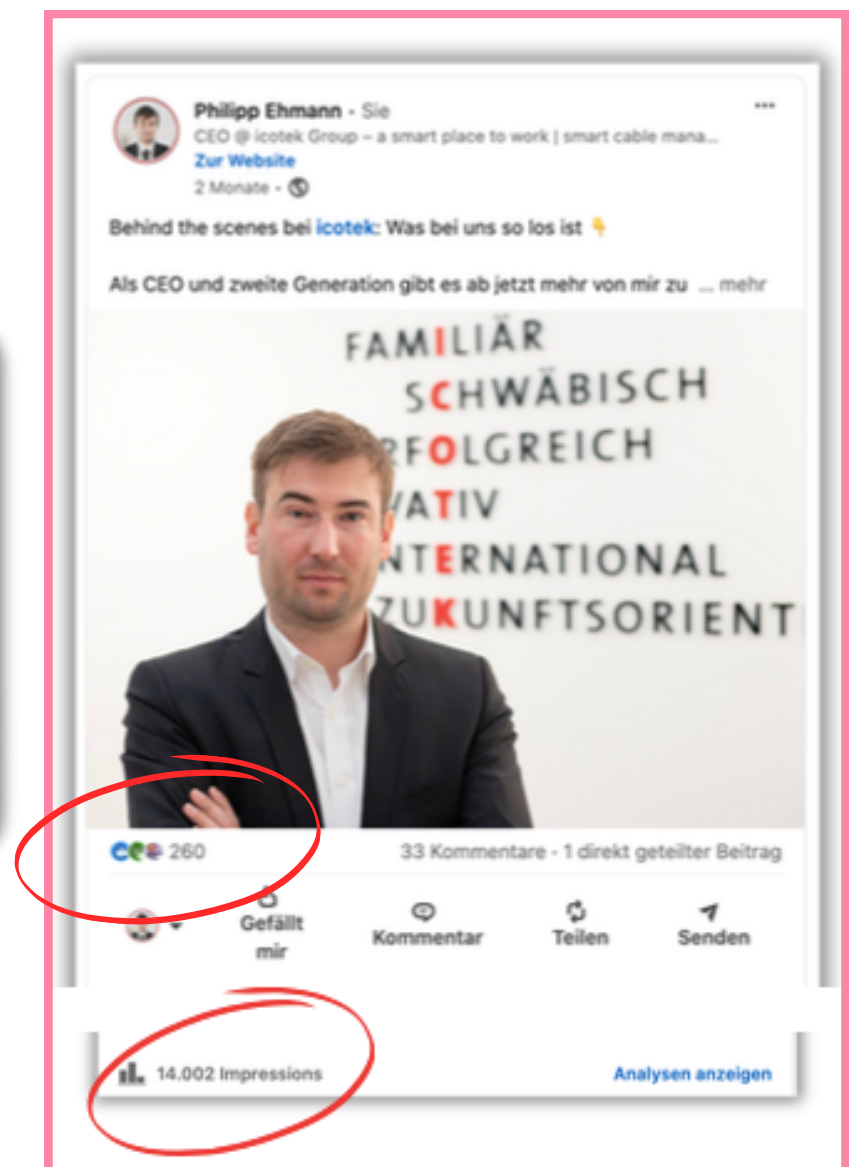 Philipp Ehmann • Sie
CEO @ icotek Group – a smart place to work | smart cable mana...
Zur Website
2 Monate •
Behind the scenes bei icotek: Was bei uns so los ist 👇
Als CEO und zweite Generation gibt es ab jetzt mehr von mir zu ... mehr
FAMILIÄR
SCHWÄBISCH
RFOLGREICH
VATIV
NTERNATIONAL
ZUKUNFTSORIENT
260
33 Kommentare • 1 direkt geteilter Beitrag
Gefällt mir
Kommentar
Teilen
Senden
14.002 Impressions
Analysen anzeigen